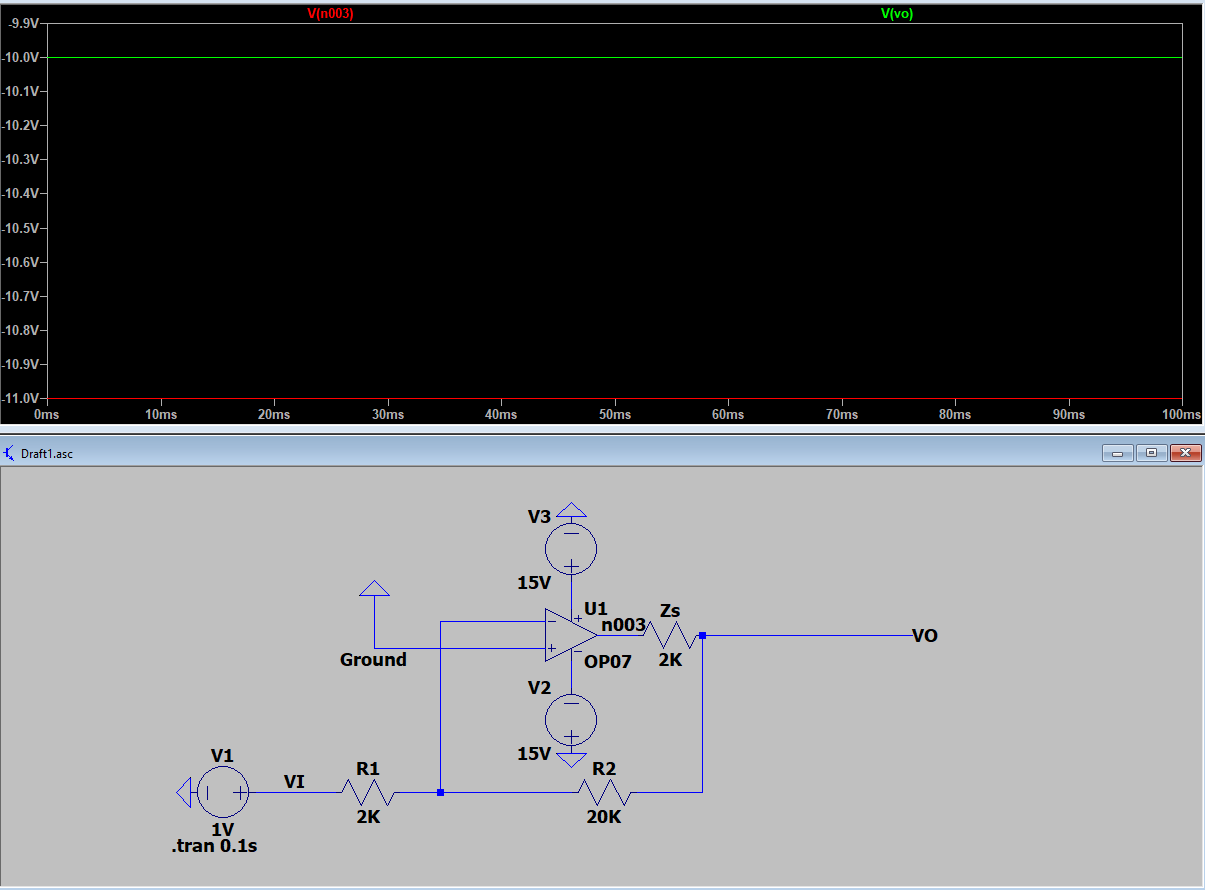 V(n003) V(vo)
-9.9V
-10.0V
-10.1V
-10.2V
-10.3V
-10.4V
-10.5V
-10.6V
-10.7V
-10.8V
-10.9V
-11.0V
0ms 10ms 20ms 30ms 40ms 50ms 60ms 70ms 80ms 90ms 100ms
Draft1.asc
V3
15V
U1
n003
Zs
2K
VO
Ground
OP07
V2
15V
V1
VI
R1
2K
R2
20K
1V
.tran 0.1s